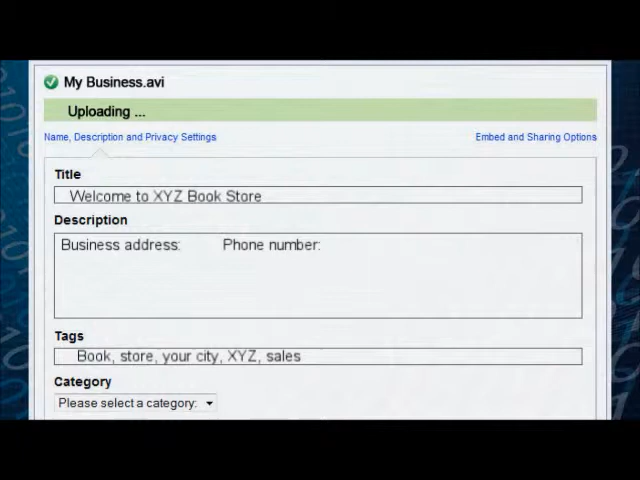 My Business.avi
Uploading ...
Name, Description and Privacy Settings Embed and Sharing Options
Title
Welcome to XYZ Book Store
Description
Business address: Phone number:
Tags
Book, store, your city, XYZ, sales
Category
Please select a category: